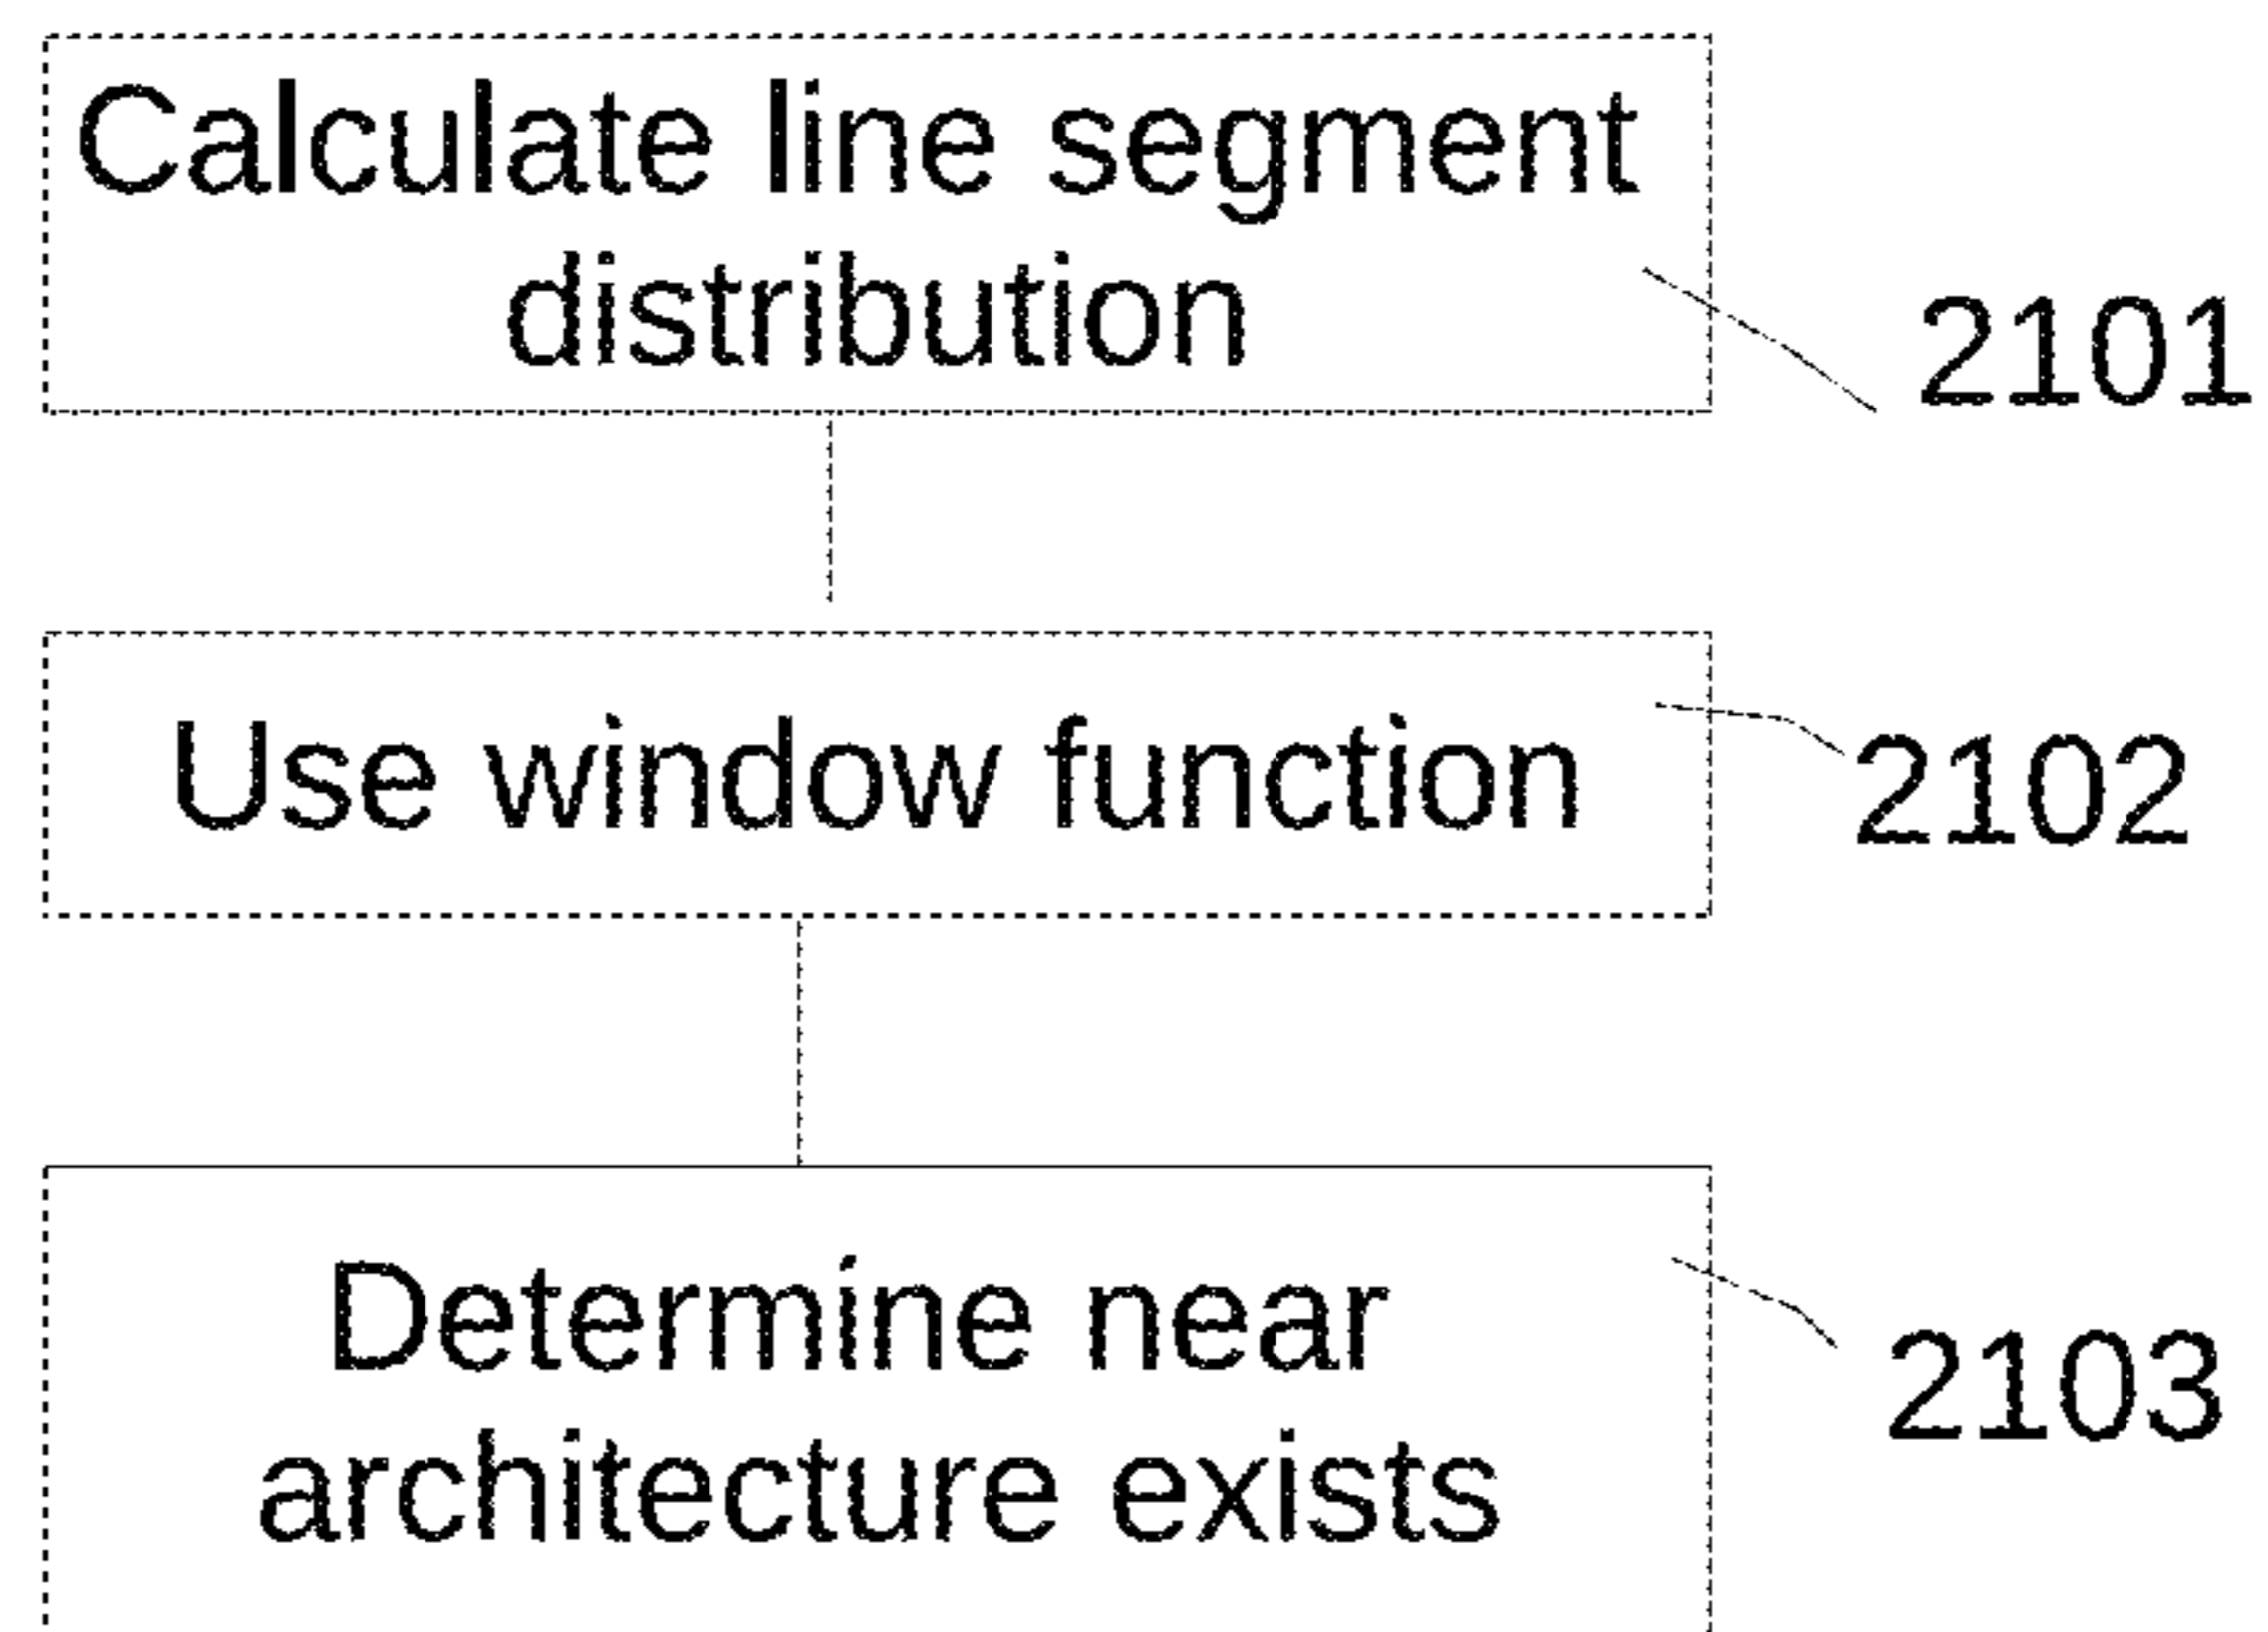 Calculate line segment
distribution
2101
Use window function
2102
Determine near
architecture exists
2103